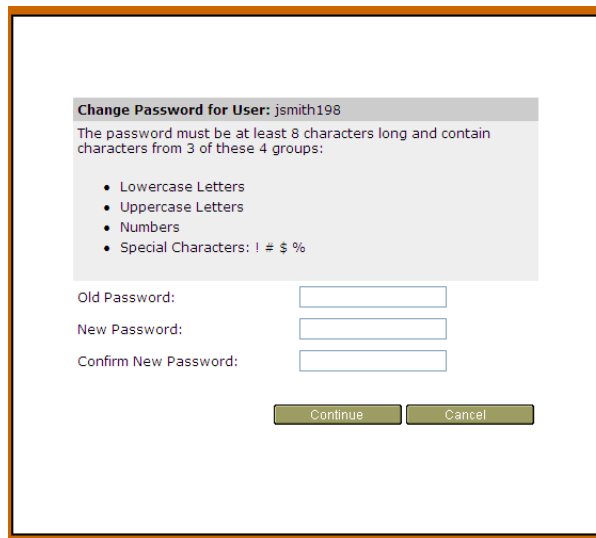 Change Password for User: jsmith198
The password must be at least 8 characters long and contain
characters from 3 of these 4 groups:
• Lowercase Letters
• Uppercase Letters
• Numbers
• Special Characters: ! # $ %
Old Password:
New Password:
Confirm New Password:
Continue Cancel